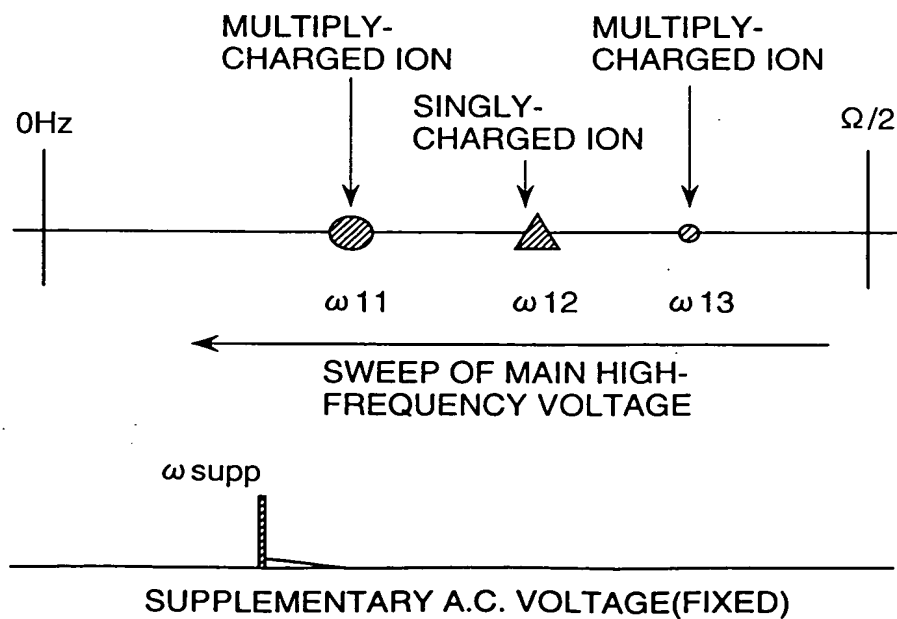 MULTIPLY-
CHARGED ION
MULTIPLY-
CHARGED ION
SINGLY-
CHARGED ION
0Hz
Ω/2
ω11
ω12
ω13
SWEEP OF MAIN HIGH-
FREQUENCY VOLTAGE
ω supp
SUPPLEMENTARY A.C. VOLTAGE(FIXED)